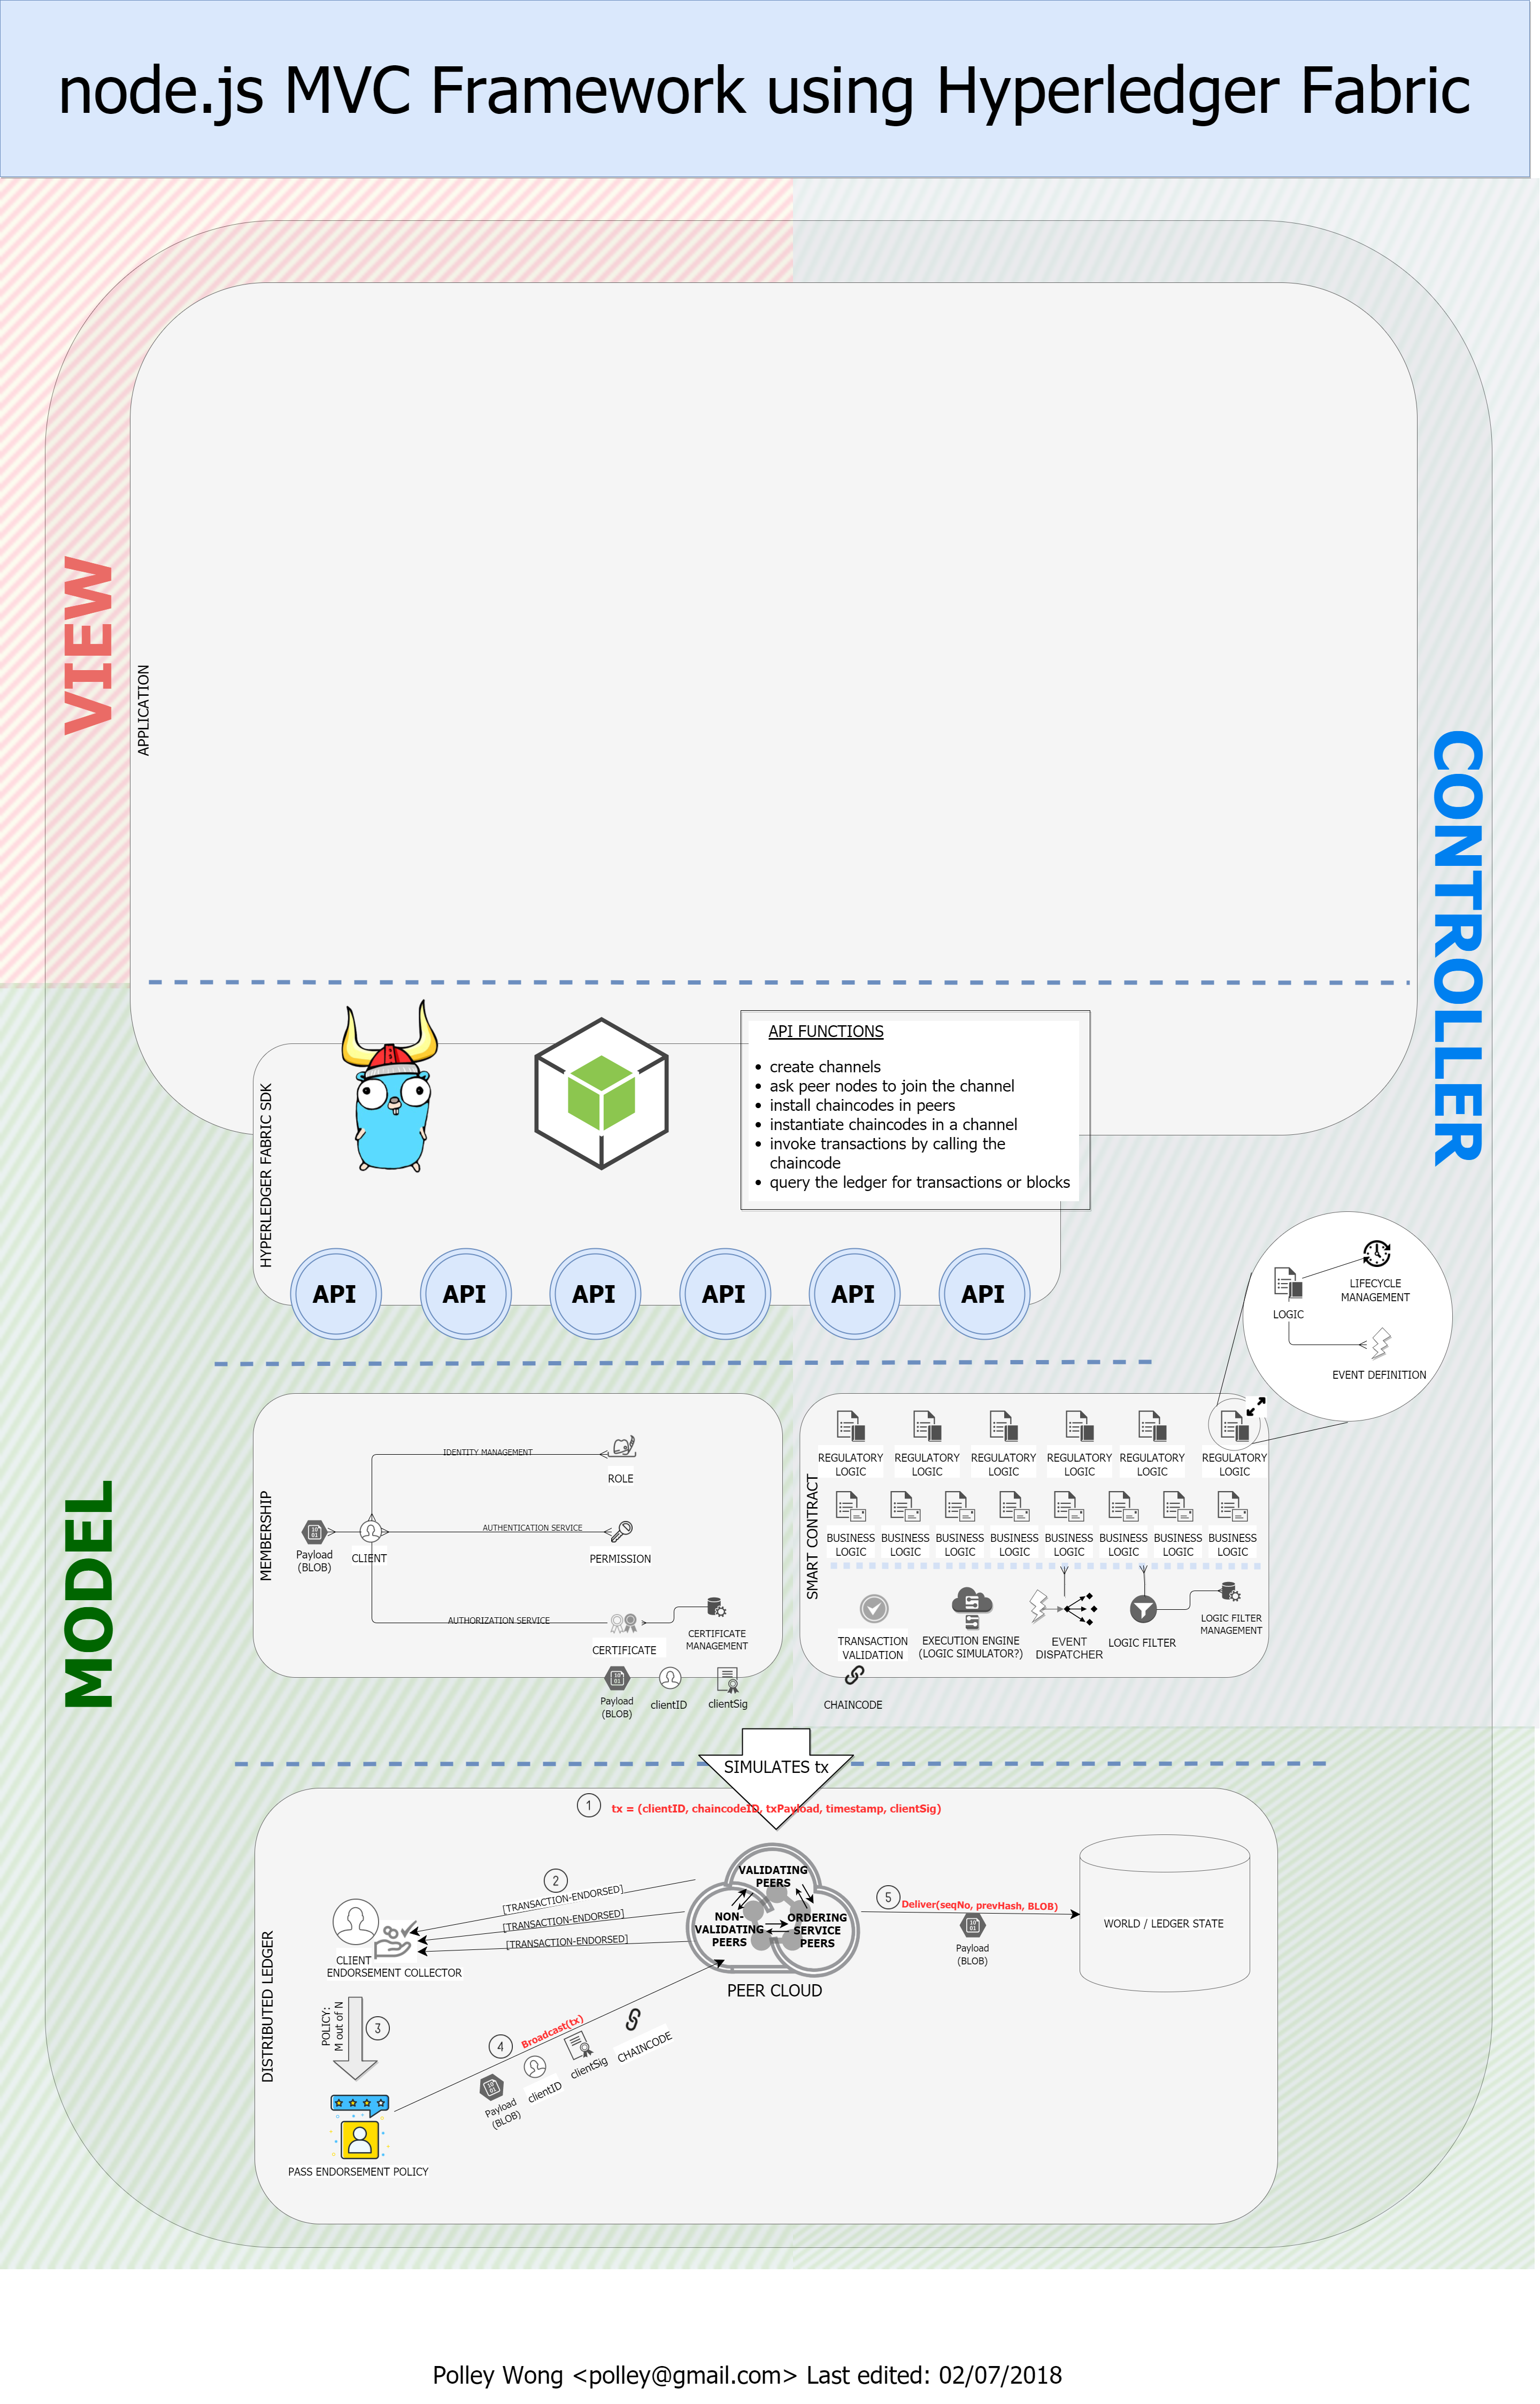 node.js MVC Framework using Hyperledger Fabric
VIEW
APPLICATION
CONTROLLER
HYPERLEDGER FABRIC SDK
API FUNCTIONS
• create channels
• ask peer nodes to join the channel
• install chaincodes in peers
• instantiate chaincodes in a channel
• invoke transactions by calling the
chaincode
• query the ledger for transactions or blocks
API
API
API
API
API
API
LOGIC
LIFECYCLE
MANAGEMENT
EVENT DEFINITION
MODEL
MEMBERSHIP
IDENTITY MANAGEMENT
ROLE
10
01
Payload
(BLOB)
CLIENT
AUTHENTICATION SERVICE
PERMISSION
AUTHORIZATION SERVICE
CERTIFICATE
CERTIFICATE
MANAGEMENT
10
01
Payload
(BLOB)
clientID
clientSig
SMART CONTRACT
REGULATORY
LOGIC
REGULATORY
LOGIC
REGULATORY
LOGIC
REGULATORY
LOGIC
REGULATORY
LOGIC
REGULATORY
LOGIC
BUSINESS
LOGIC
BUSINESS
LOGIC
BUSINESS
LOGIC
BUSINESS
LOGIC
BUSINESS
LOGIC
BUSINESS
LOGIC
BUSINESS
LOGIC
BUSINESS
LOGIC
TRANSACTION
VALIDATION
EXECUTION ENGINE
(LOGIC SIMULATOR?)
EVENT
DISPATCHER
LOGIC FILTER
LOGIC FILTER
MANAGEMENT
CHAINCODE
SIMULATES tx
DISTRIBUTED LEDGER
1
tx = (clientID, chaincodeID, txPayload, timestamp, clientSig)
2
[TRANSACTION-ENDORSED]
[TRANSACTION-ENDORSED]
[TRANSACTION-ENDORSED]
CLIENT
ENDORSEMENT COLLECTOR
VALIDATING
PEERS
NON-
VALIDATING
PEERS
ORDERING
SERVICE
PEERS
PEER CLOUD
5
Deliver(seqNo, prevHash, BLOB)
10
01
Payload
(BLOB)
WORLD / LEDGER STATE
POLICY:
M out of N
3
4
Broadcast(tx)
10
01
Payload
(BLOB)
clientID
clientSig
CHAINCODE
PASS ENDORSEMENT POLICY
Polley Wong <polley@gmail.com> Last edited: 02/07/2018